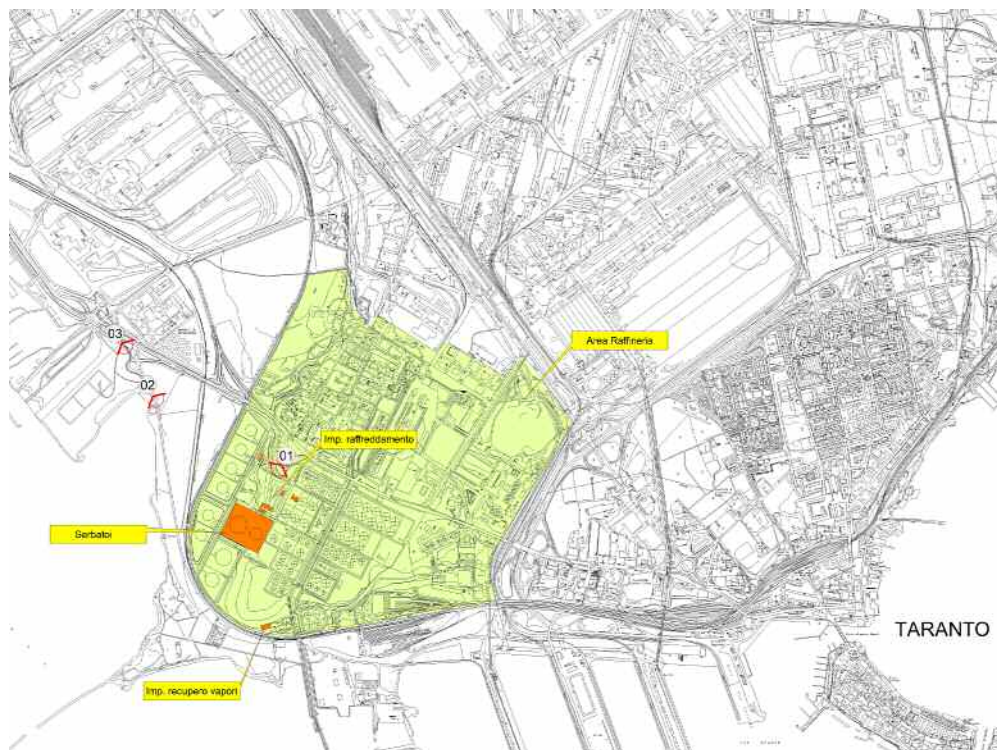 Area Raffineria
03
02
Imp. raffreddamento
01
Serbatoi
TARANTO
Imp. recupero vapori